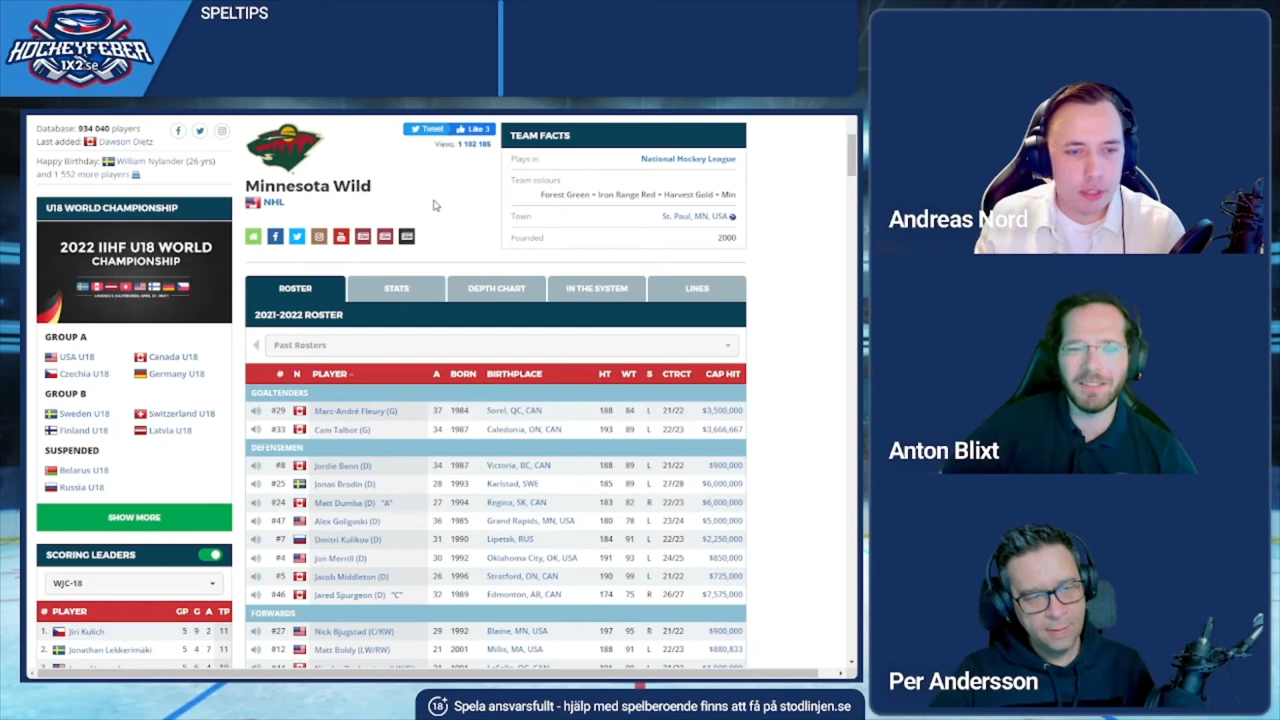 SPELTIPS
HOCKEYFEBER
1X2.se
Database: 934 040 players
Last added: Dawson Dietz
Happy Birthday: William Nylander (26 yrs)
and 1 552 more players
U18 WORLD CHAMPIONSHIP
2022 IIHF U18 WORLD
CHAMPIONSHIP
GROUP A
USA U18 Canada U18
Czechia U18 Germany U18
GROUP B
Sweden U18 Switzerland U18
Finland U18 Latvia U18
SUSPENDED
Belarus U18
Russia U18
SHOW MORE
SCORING LEADERS
WJC-18
# PLAYER GP G A TP
1. Jiri Kulich 5 9 2 11
2. Jonathan Lekkerimäki 5 4 7 11
Tweet Like 3
Views: 1 102 105
Minnesota Wild
NHL
TEAM FACTS
Plays in National Hockey League
Team colours
Forest Green + Iron Range Red + Harvest Gold + Min
Town St. Paul, MN, USA
Founded 2000
ROSTER STATS DEPTH CHART IN THE SYSTEM LINES
2021-2022 ROSTER
Past Rosters
# N PLAYER A BORN BIRTHPLACE HT WT S CTRCT CAP HIT
GOALTENDERS
#29 Marc-André Fleury (G) 37 1984 Sorel, QC, CAN 188 84 L 21/22 $3,500,000
#33 Cam Talbot (G) 34 1987 Caledonia, ON, CAN 193 89 L 22/23 $3,666,667
DEFENSEMEN
#8 Jordie Benn (D) 34 1987 Victoria, BC, CAN 188 89 L 21/22 $900,000
#25 Jonas Brodin (D) 28 1993 Karlstad, SWE 185 89 L 27/28 $6,000,000
#24 Matt Dumba (D) "A" 27 1994 Regina, SK, CAN 183 82 R 22/23 $6,000,000
#47 Alex Goligoski (D) 36 1985 Grand Rapids, MN, USA 180 78 L 23/24 $5,000,000
#7 Dmitri Kulikov (D) 31 1990 Lipetsk, RUS 184 91 L 22/23 $2,250,000
#4 Jon Merrill (D) 30 1992 Oklahoma City, OK, USA 191 93 L 24/25 $850,000
#5 Jacob Middleton (D) 26 1996 Stratford, ON, CAN 190 99 L 21/22 $725,000
#46 Jared Spurgeon (D) "C" 32 1989 Edmonton, AB, CAN 174 75 R 26/27 $7,575,000
FORWARDS
#27 Nick Bjugstad (C/RW) 29 1992 Blaine, MN, USA 197 95 R 21/22 $900,000
#12 Matt Boldy (LW/RW) 21 2001 Millis, MA, USA 188 91 L 22/23 $880,833
Andreas Nord
Anton Blixt
Per Andersson
18+ Spela ansvarsfullt - hjälp med spelberoende finns att få på stodlinjen.se